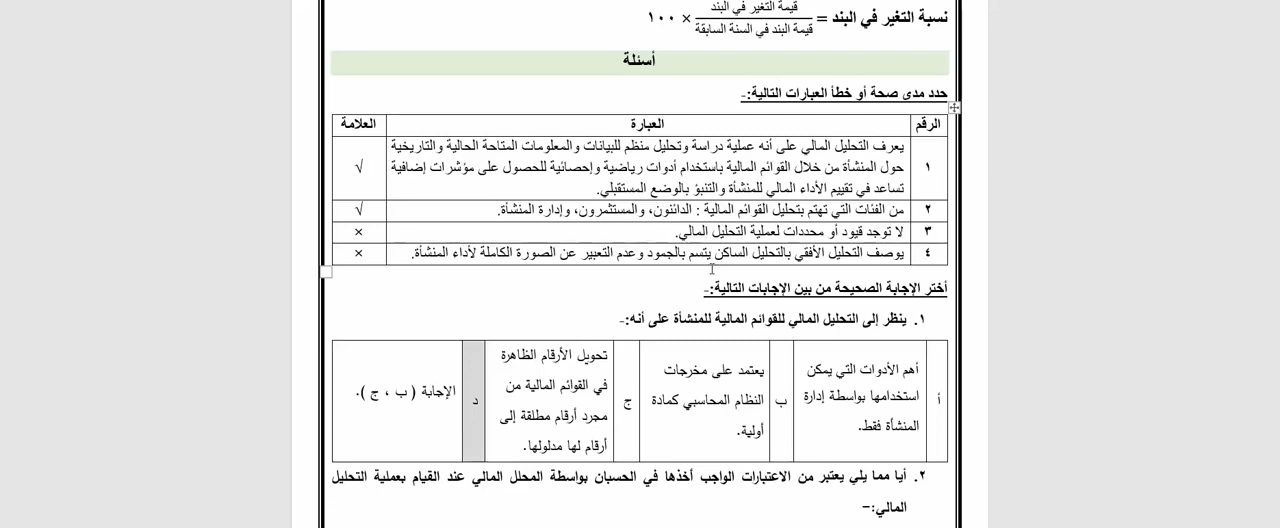 نسبة التغير في البند = قيمة التغير في البند / قيمة البند في السنة السابقة × ١٠٠
أسئلة
حدد مدى صحة أو خطأ العبارات التالية:-
الرقم العبارة العلامة
١ يعرف التحليل المالي على أنه عملية دراسة وتحليل منظم للبيانات والمعلومات المتاحة الحالية والتاريخية
حول المنشأة من خلال القوائم المالية باستخدام أدوات رياضية وإحصائية للحصول على مؤشرات إضافية √
تساعد في تقييم الأداء المالي للمنشأة والتنبؤ بالوضع المستقبلي.
٢ من الفئات التي تهتم بتحليل القوائم المالية : الدائنون، والمستثمرون، وإدارة المنشأة. √
٣ لا توجد قيود أو محددات لعملية التحليل المالي. ×
٤ يوصف التحليل الأفقي بالتحليل الساكن يتسم بالجمود وعدم التعبير عن الصورة الكاملة لأداء المنشأة. ×
أختر الإجابة الصحيحة من بين الإجابات التالية:-
١. ينظر إلى التحليل المالي للقوائم المالية للمنشأة على أنه:-
أ
أهم الأدوات التي يمكن
استخدامها بواسطة إدارة
المنشأة فقط.
ب
يعتمد على مخرجات
النظام المحاسبي كمادة
أولية.
ج
تحويل الأرقام الظاهرة
في القوائم المالية من
مجرد أرقام مطلقة إلى
أرقام لها مدلولها.
د
الإجابة ( ب ، ج ).
٢. أيا مما يلي يعتبر من الاعتبارات الواجب أخذها في الحسبان بواسطة المحلل المالي عند القيام بعملية التحليل
المالي:-